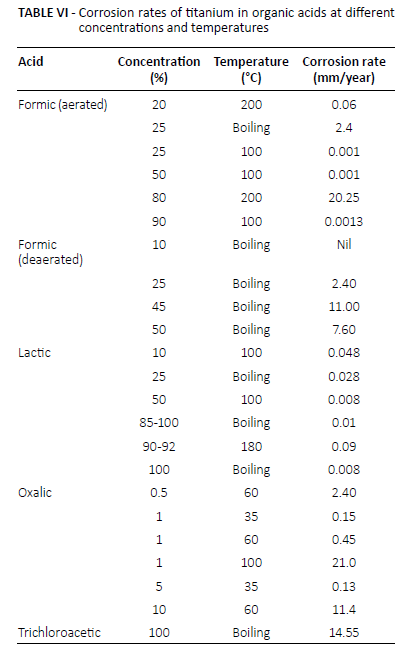 TABLE VI - Corrosion rates of titanium in organic acids at different
concentrations and temperatures
Acid Concentration Temperature Corrosion rate
(%) (°C) (mm/year)
Formic (aerated) 20 200 0.06
25 Boiling 2.4
25 100 0.001
50 100 0.001
80 200 20.25
90 100 0.0013
Formic 10 Boiling Nil
(deaerated)
25 Boiling 2.40
45 Boiling 11.00
50 Boiling 7.60
Lactic 10 100 0.048
25 Boiling 0.028
50 100 0.008
85-100 Boiling 0.01
90-92 180 0.09
100 Boiling 0.008
Oxalic 0.5 60 2.40
1 35 0.15
1 60 0.45
1 100 21.0
5 35 0.13
10 60 11.4
Trichloroacetic 100 Boiling 14.55